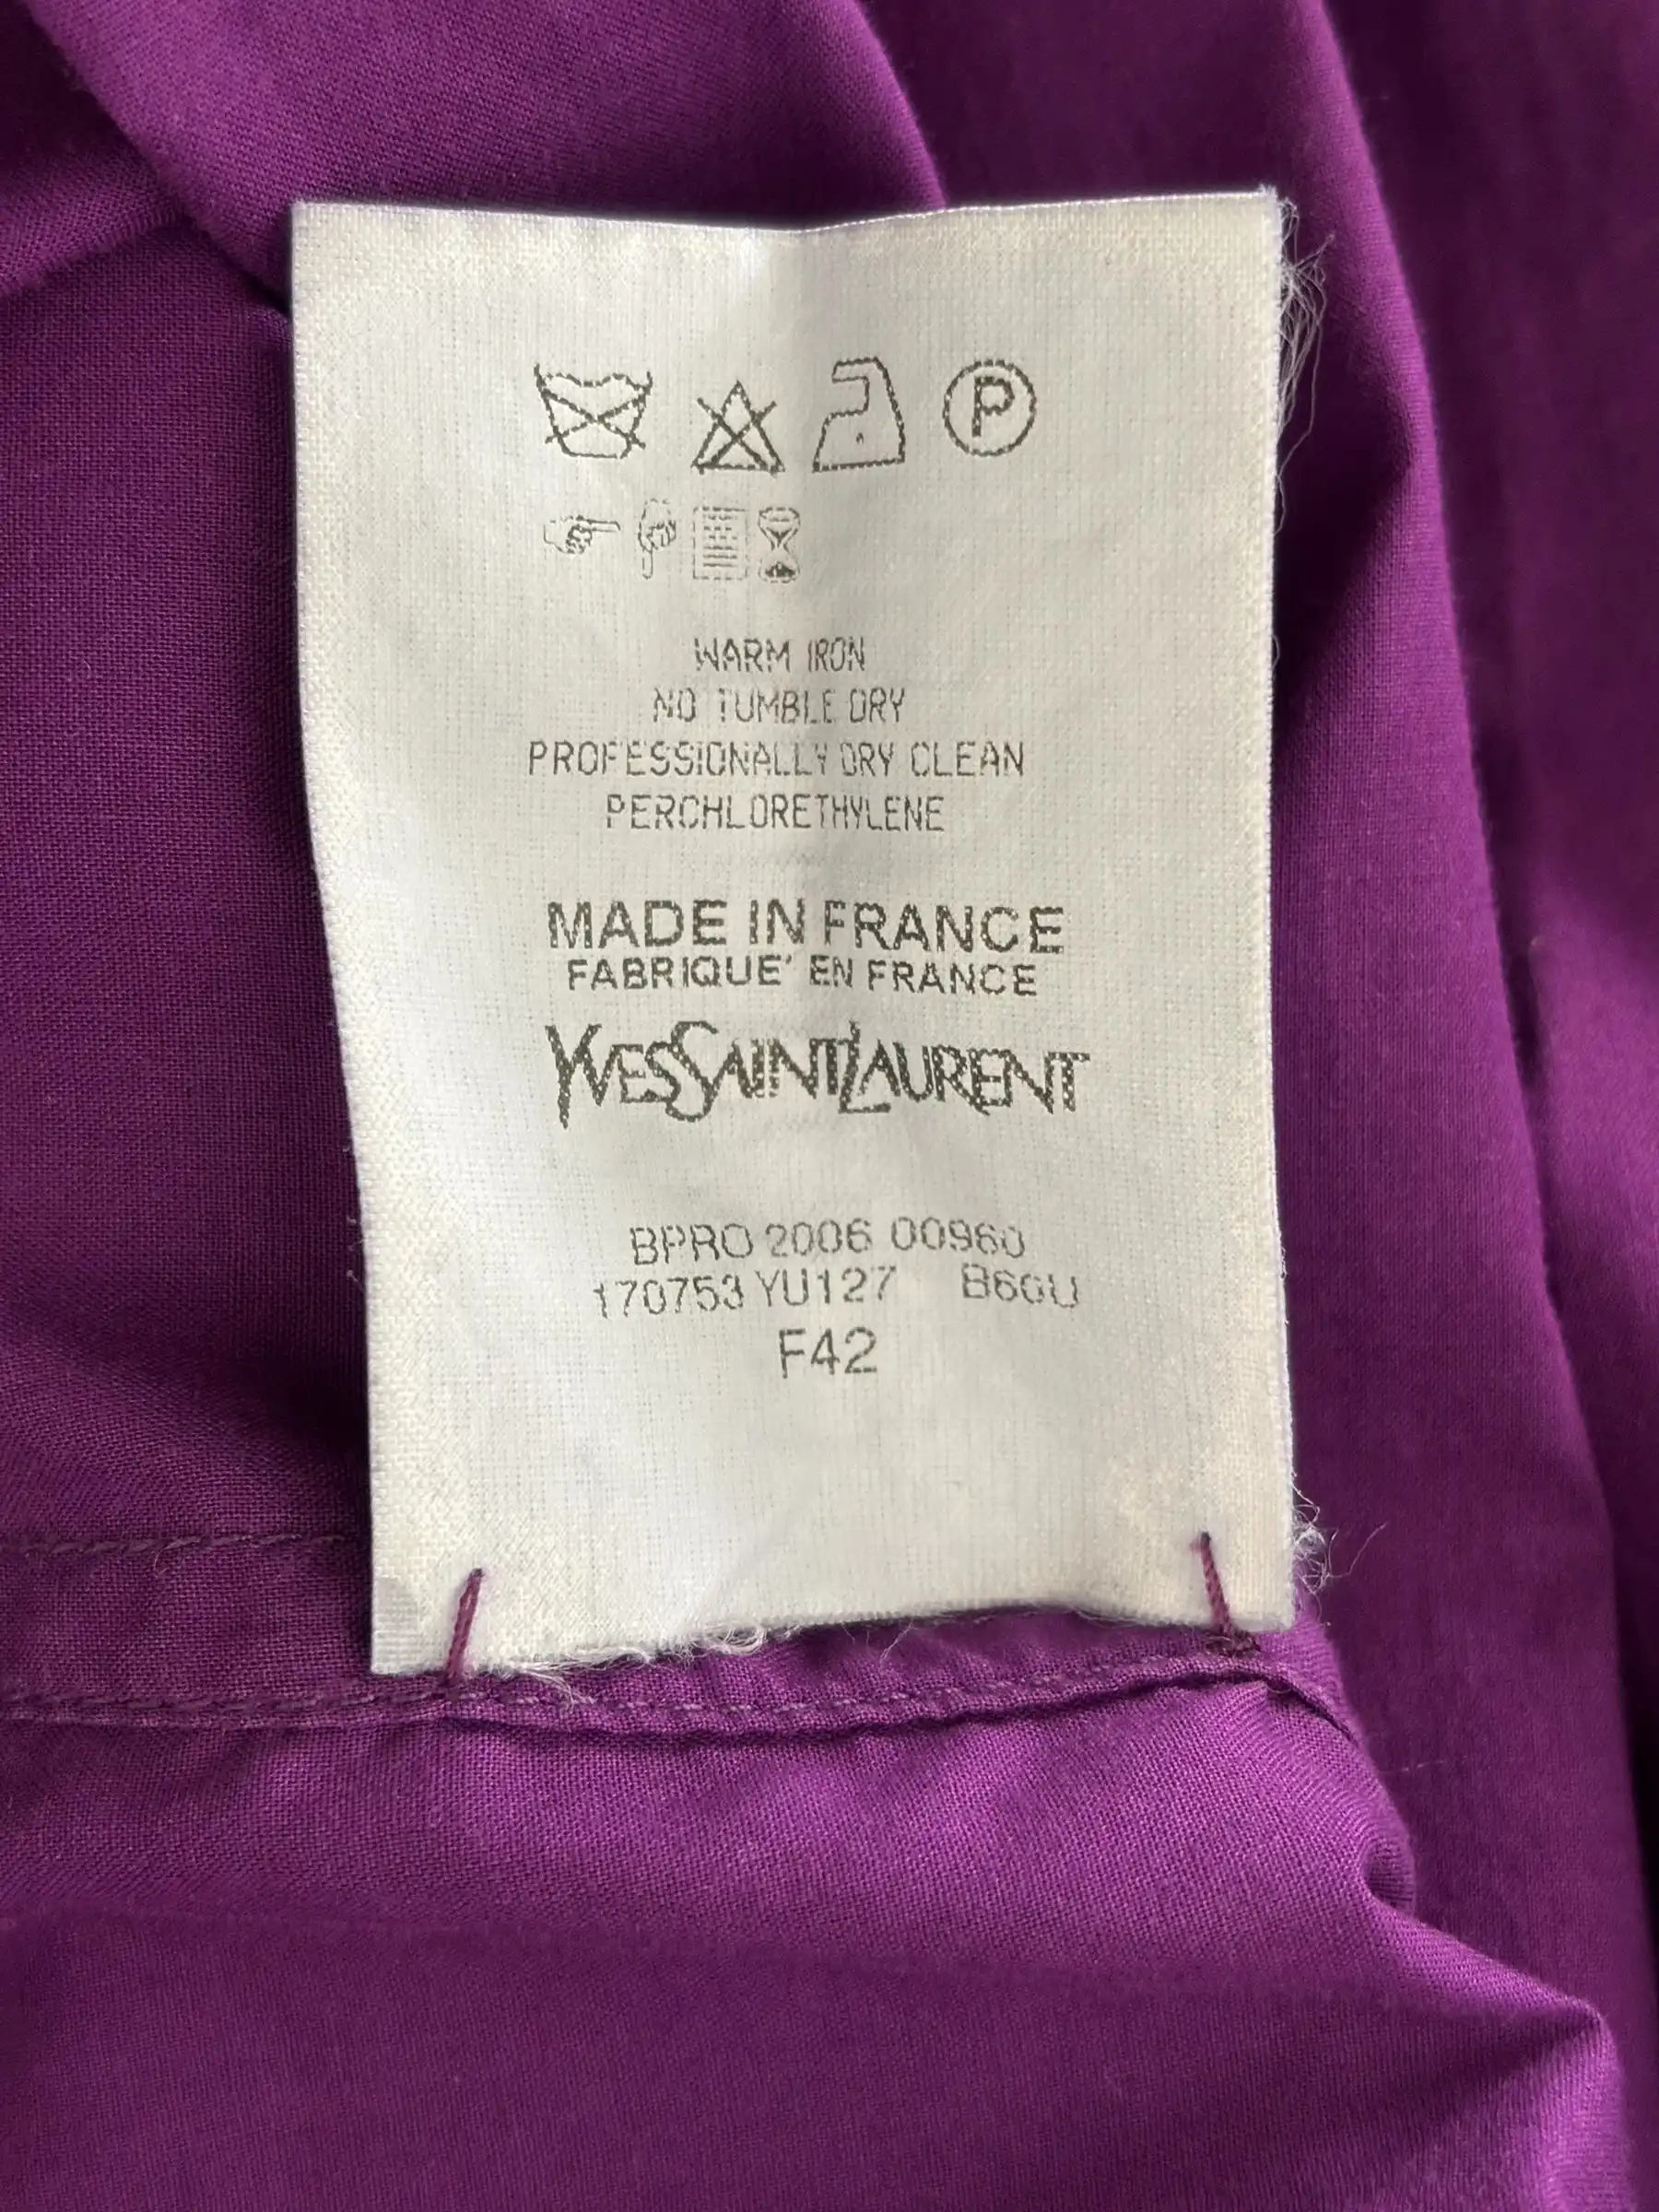 P
WARM IRON
NO TUMBLE DRY
PROFESSIONALLY DRY CLEAN
PERCHLORETHYLENE
MADE IN FRANCE
FABRIQUE' EN FRANCE
YVESSAINTLAURENT
BPRO 2006 00960
170753 YU127 B60U
F42